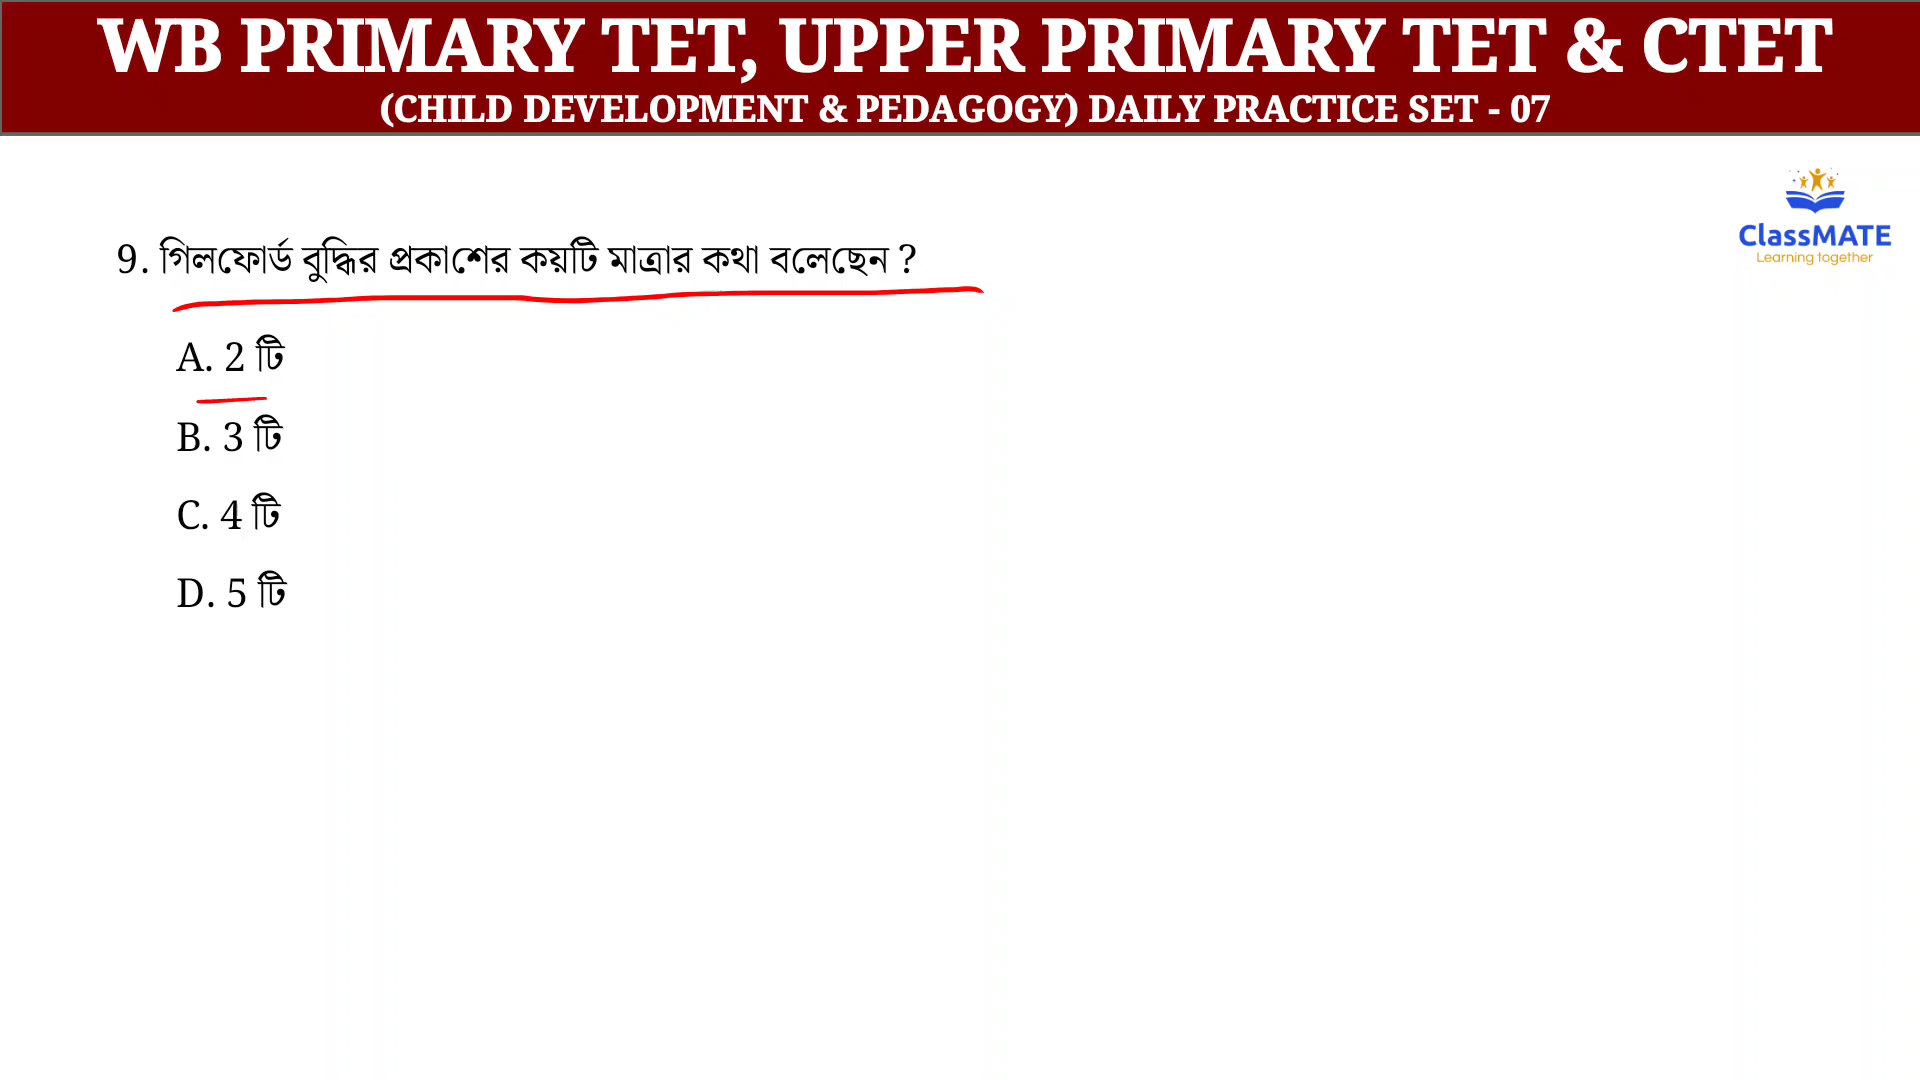 WB PRIMARY TET, UPPER PRIMARY TET & CTET
(CHILD DEVELOPMENT & PEDAGOGY) DAILY PRACTICE SET - 07
ClassMATE
Learning together
9. গিলফোর্ড বুদ্ধির প্রকাশের কয়টি মাত্রার কথা বলেছেন ?
A. 2 টি
B. 3 টি
C. 4 টি
D. 5 টি